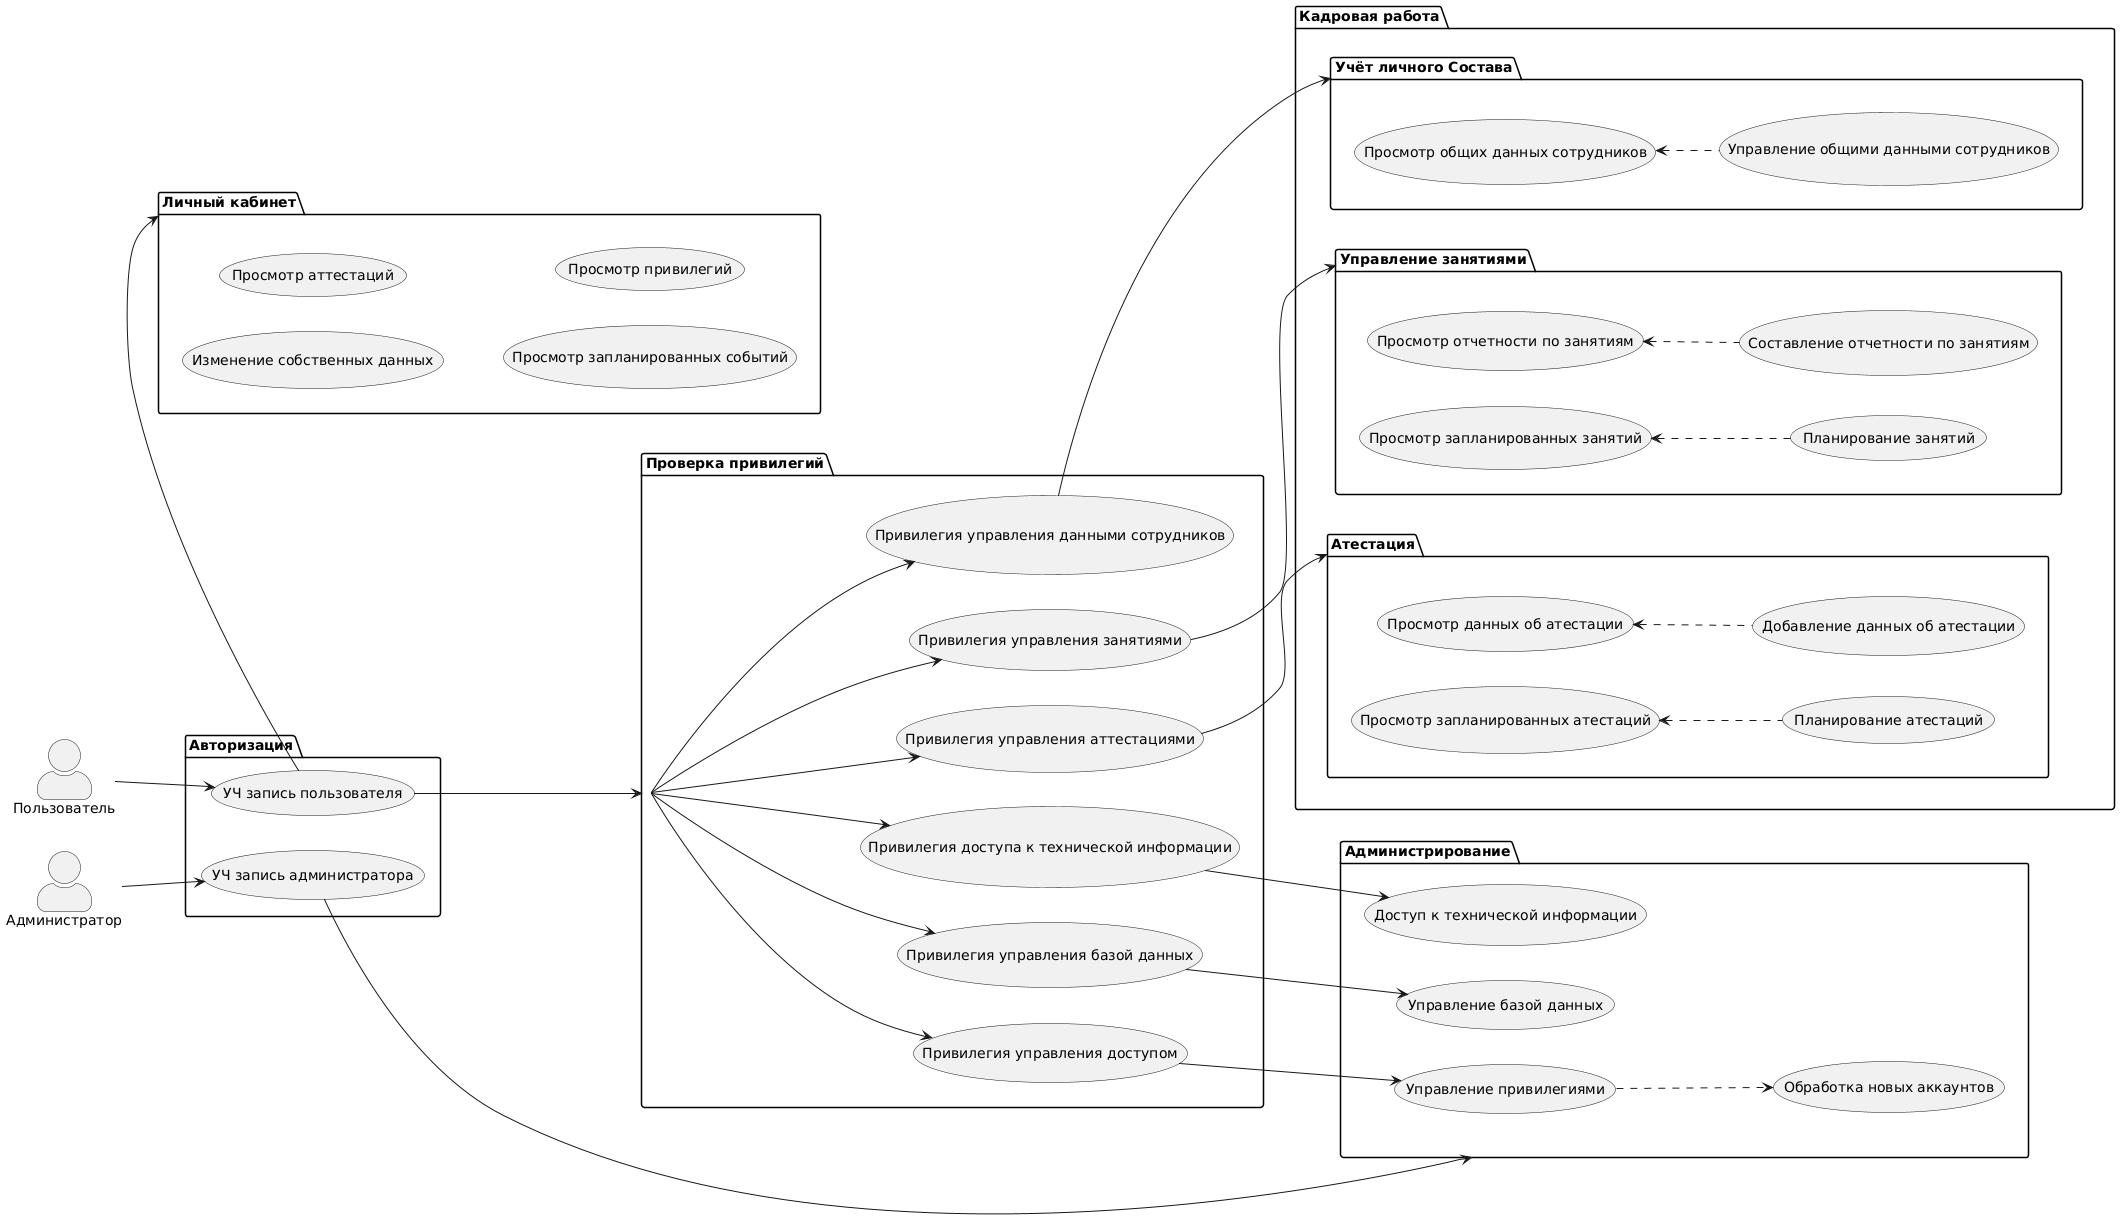 Кадровая работа
Учёт личного Состава
Просмотр общих данных сотрудников
Управление общими данными сотрудников
Личный кабинет
Просмотр аттестаций
Просмотр привилегий
Изменение собственных данных
Просмотр запланированных событий
Управление занятиями
Просмотр отчетности по занятиям
Составление отчетности по занятиям
Просмотр запланированных занятий
Планирование занятий
Проверка привилегий
Привилегия управления данными сотрудников
Привилегия управления занятиями
Привилегия управления аттестациями
Привилегия доступа к технической информации
Привилегия управления базой данных
Привилегия управления доступом
Атестация
Просмотр данных об атестации
Добавление данных об атестации
Просмотр запланированных атестаций
Планирование атестаций
Авторизация
УЧ запись пользователя
УЧ запись администратора
Пользователь
Администратор
Администрирование
Доступ к технической информации
Управление базой данных
Управление привилегиями
Обработка новых аккаунтов